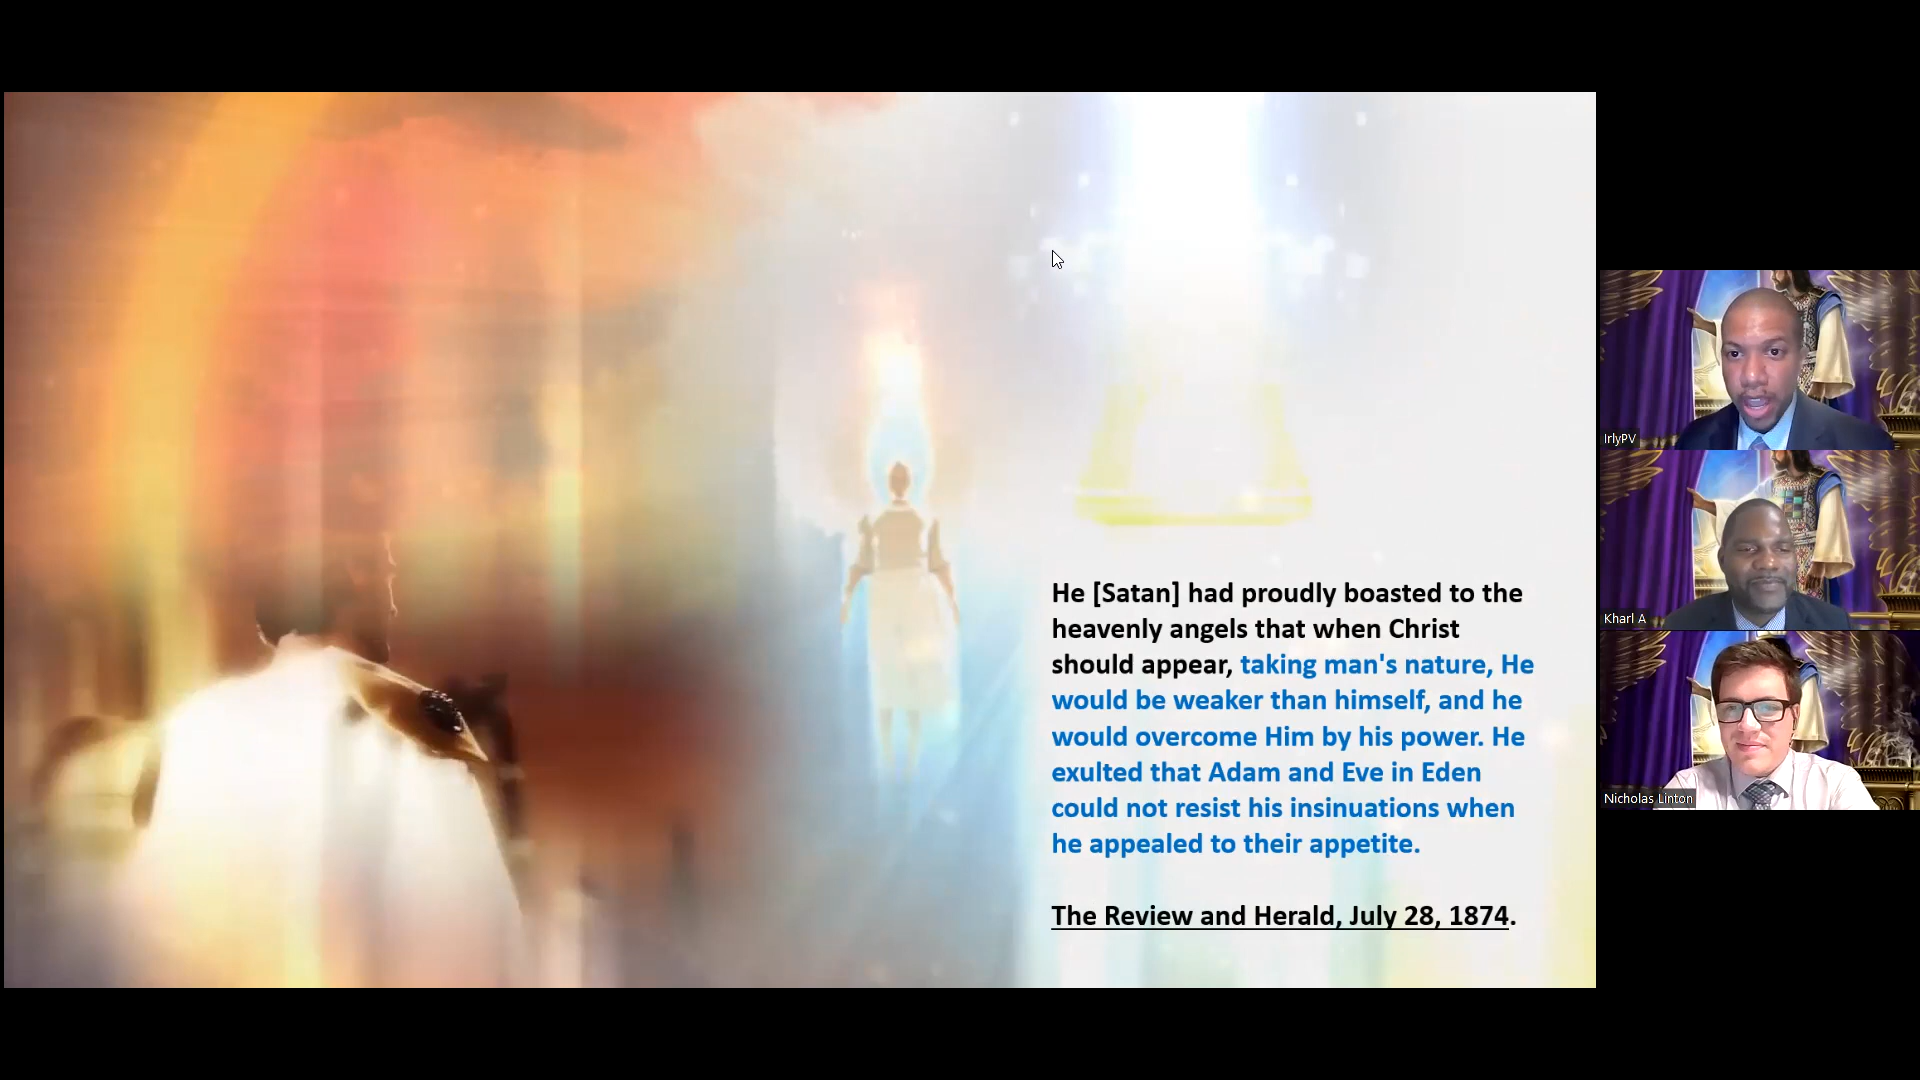 He [Satan] had proudly boasted to the
heavenly angels that when Christ
should appear, taking man's nature, He
would be weaker than himself, and he
would overcome Him by his power. He
exulted that Adam and Eve in Eden
could not resist his insinuations when
he appealed to their appetite.
The Review and Herald, July 28, 1874.
IrlyPV
Kharl A
Nicholas Linton